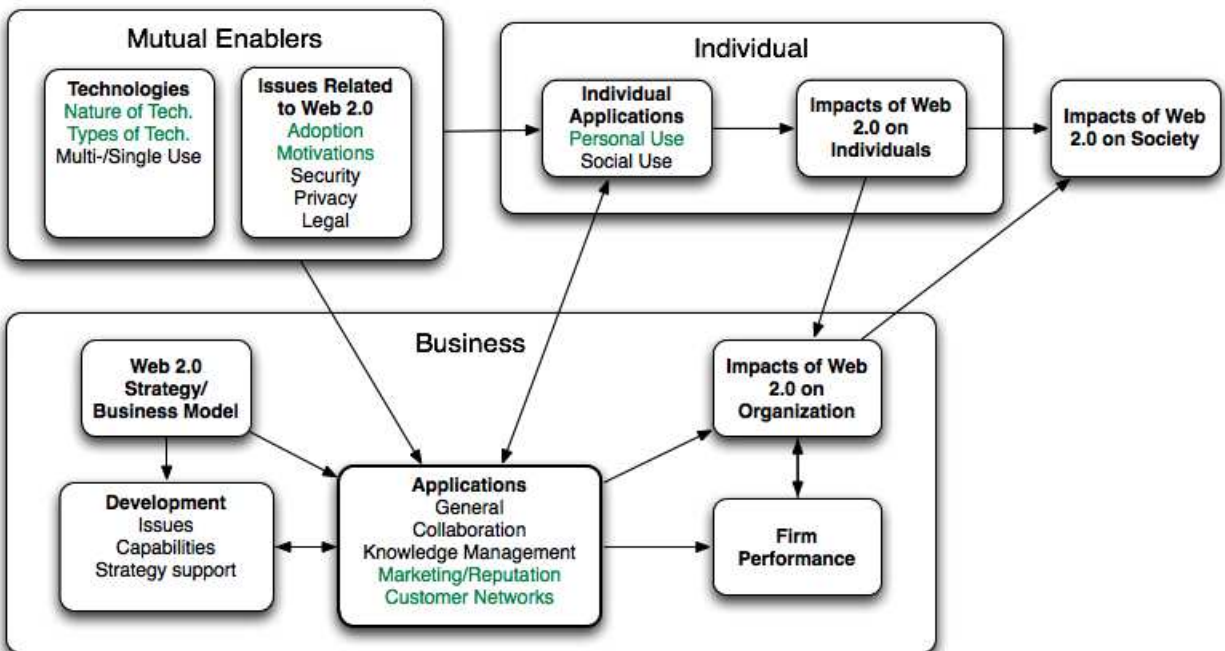 Mutual Enablers
Technologies
Nature of Tech.
Types of Tech.
Multi-/Single Use
Issues Related
to Web 2.0
Adoption
Motivations
Security
Privacy
Legal
Individual
Individual
Applications
Personal Use
Social Use
Impacts of Web
2.0 on
Individuals
Impacts of Web
2.0 on Society
Business
Web 2.0
Strategy/
Business Model
Development
Issues
Capabilities
Strategy support
Applications
General
Collaboration
Knowledge Management
Marketing/Reputation
Customer Networks
Impacts of Web
2.0 on
Organization
Firm
Performance